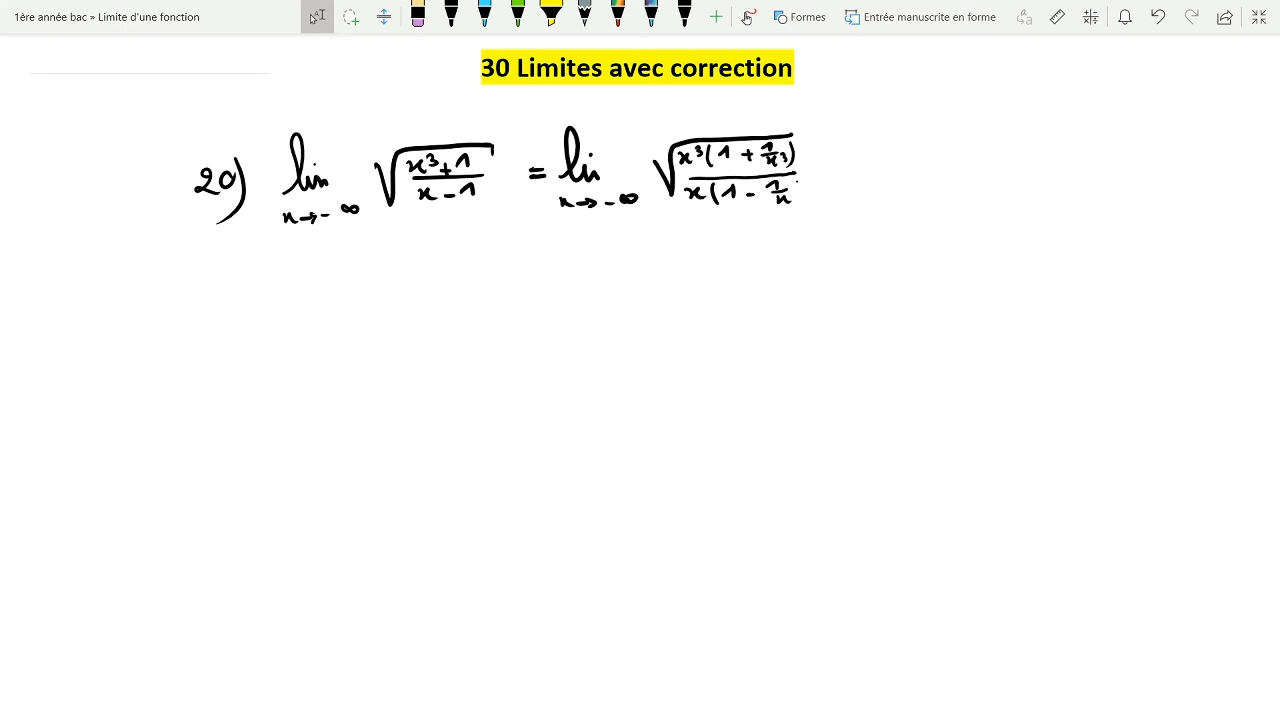 1ère année bac » Limite d'une fonction
Formes
Entrée manuscrite en forme
30 Limites avec correction
20) lim x→-∞ √((x³+1)/(x-1)) = lim x→-∞ √((x³(1+1/x³))/(x(1-1/x